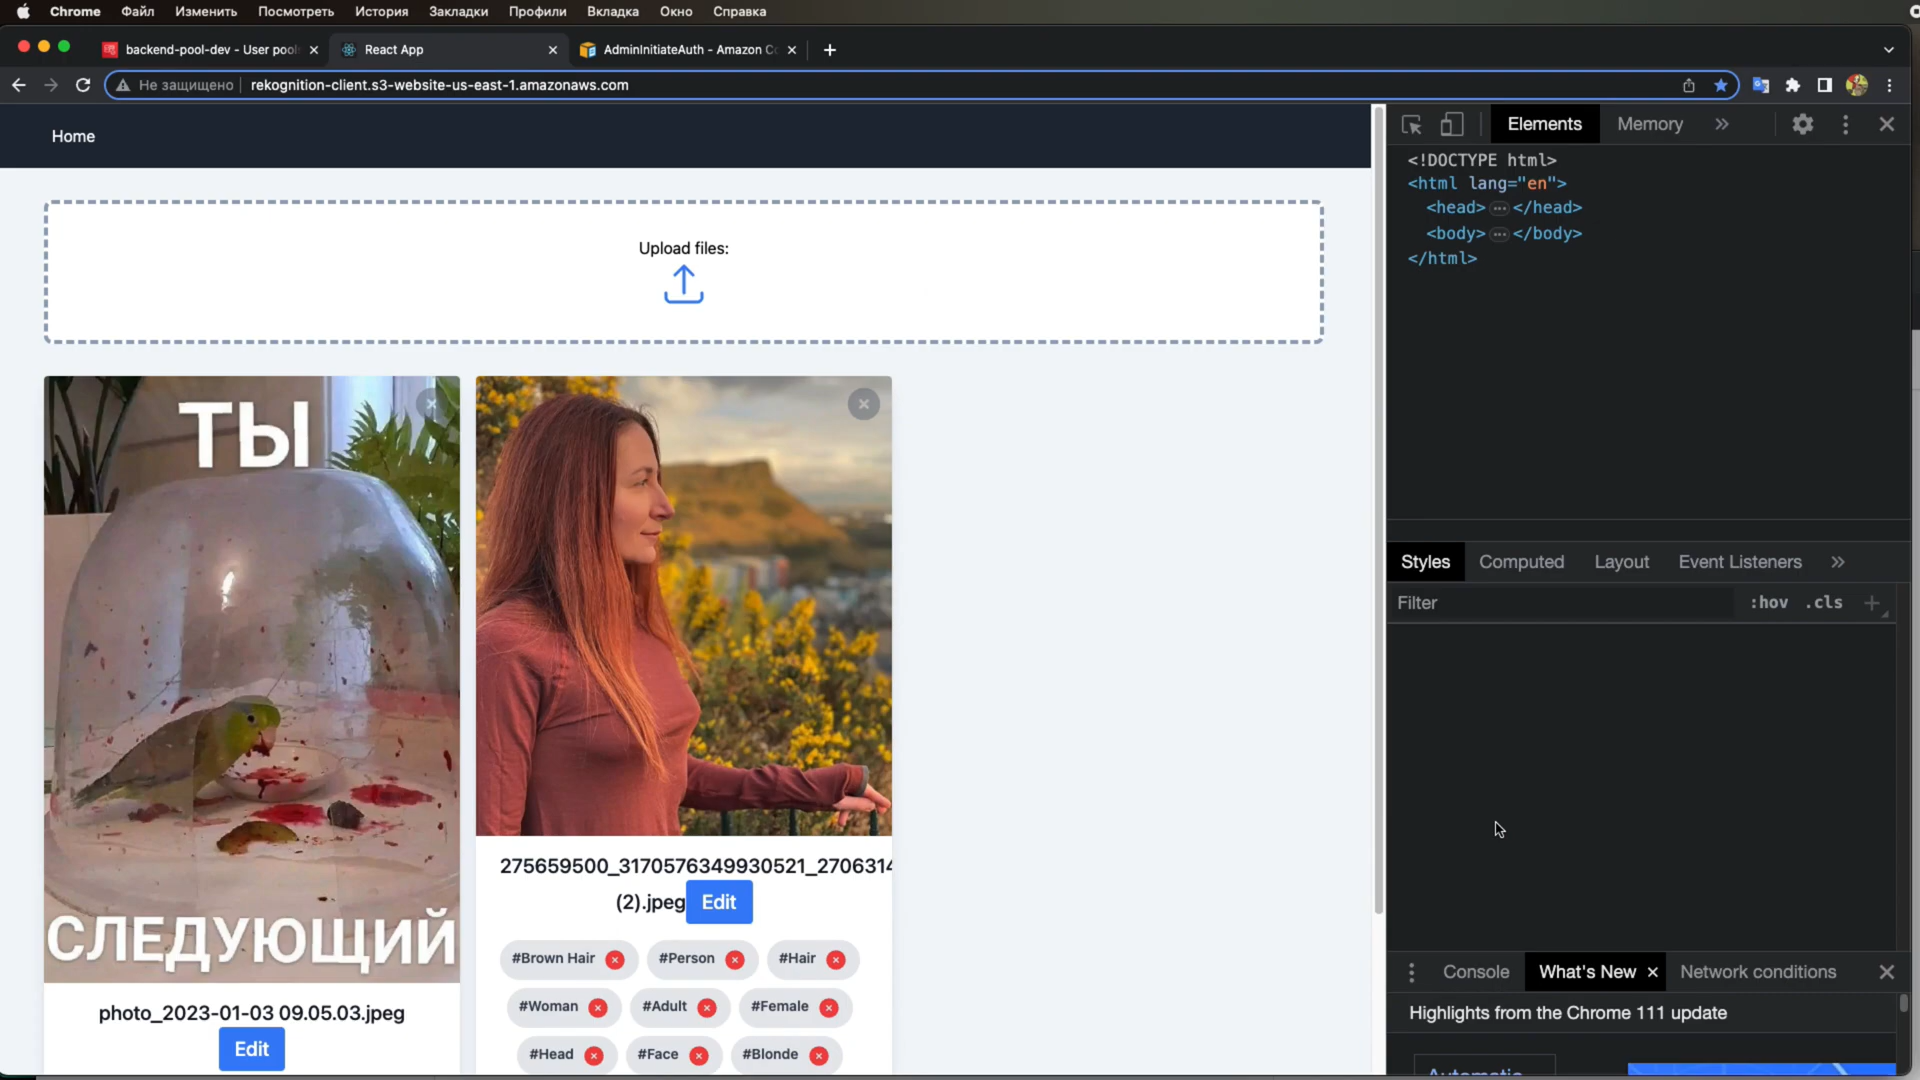 Chrome Файл Изменить Посмотреть История Закладки Профили Вкладка Окно Справка
backend-pool-dev - User pool
React App
AdminInitiateAuth - Amazon Co
Не защищено
rekognition-client.s3-website-us-east-1.amazonaws.com
Home
Upload files:
ТЫ
СЛЕДУЮЩИЙ
photo_2023-01-03 09.05.03.jpeg
Edit
275659500_3170576349930521_2706314
(2).jpeg
Edit
#Brown Hair #Person #Hair
#Woman #Adult #Female
#Head #Face #Blonde
Elements Memory
<!DOCTYPE html>
<html lang="en">
<head> </head>
<body> </body>
</html>
Styles Computed Layout Event Listeners
Filter :hov .cls
Console What's New Network conditions
Highlights from the Chrome 111 update